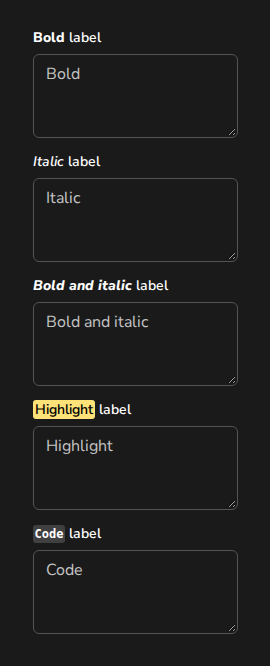 Bold label
Bold
Italic label
Italic
Bold and italic label
Bold and italic
Highlight label
Highlight
Code label
Code